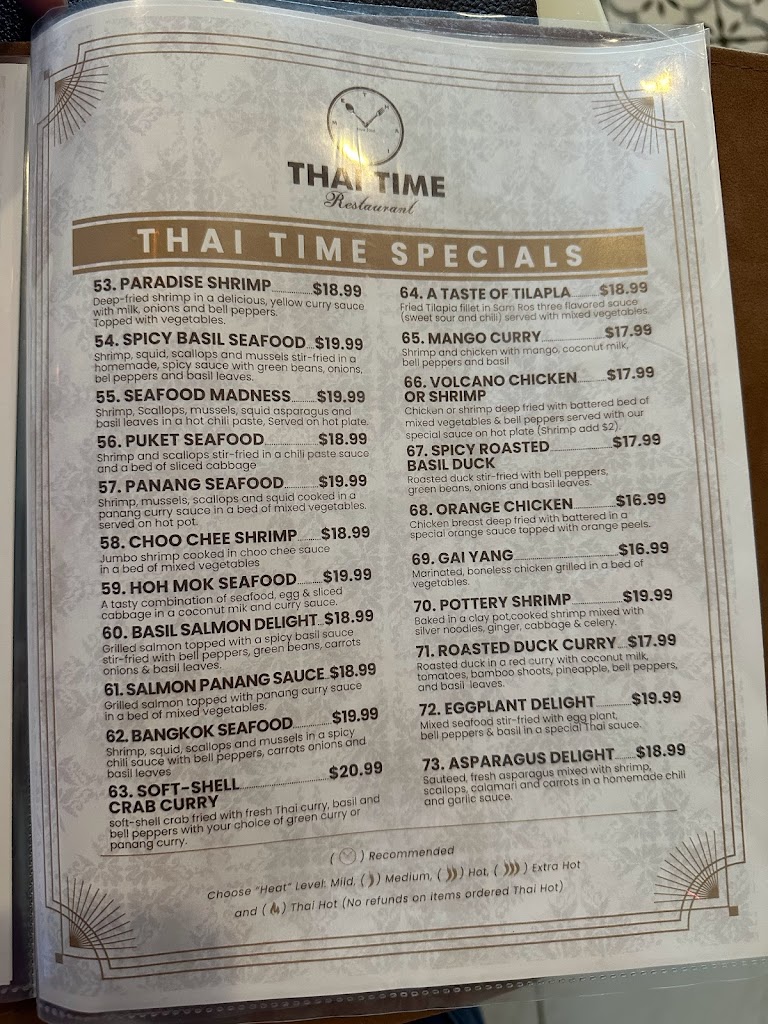 THAI TIME
Restaurant
THAI TIME SPECIALS
53. PARADISE SHRIMP $18.99
Deep-fried shrimp in a delicious, yellow curry sauce
with milk, onions and bell peppers.
Topped with vegetables.
54. SPICY BASIL SEAFOOD $19.99
Shrimp, squid, scallops and mussels stir-fried in a
homemade, spicy sauce with green beans, onions,
bel peppers and basil leaves.
55. SEAFOOD MADNESS $19.99
Shrimp, Scallops, mussels, squid asparagus and
basil leaves in a hot chili paste, Served on hot plate.
56. PUKET SEAFOOD $18.99
Shrimp and scallops stir-fried in a chili paste sauce
and a bed of sliced cabbage
57. PANANG SEAFOOD $19.99
Shrimp, mussels, scallops and squid cooked in a
panang curry sauce in a bed of mixed vegetables.
served on hot pot.
58. CHOO CHEE SHRIMP $18.99
Jumbo shrimp cooked in choo chee sauce
in a bed of mixed vegetables
59. HOH MOK SEAFOOD $19.99
A tasty combination of seafood, egg & sliced
cabbage in a coconut mik and curry sauce.
60. BASIL SALMON DELIGHT $18.99
Grilled salmon topped with a spicy basil sauce
stir-fried with bell peppers, green beans, carrots
onions & basil leaves.
61. SALMON PANANG SAUCE $18.99
Grilled salmon topped with panang curry sauce
in a bed of mixed vegetables.
62. BANGKOK SEAFOOD $19.99
Shrimp, squid, scallops and mussels in a spicy
chili sauce with bell peppers, carrots onions and
basil leaves
63. SOFT-SHELL $20.99
CRAB CURRY
soft-shell crab fried with fresh Thai curry, basil and
bell peppers with your choice of green curry or
panang curry.
64. A TASTE OF TILAPLA $18.99
Fried Tilapia fillet in Sam Ros three flavored sauce
(sweet sour and chili) served with mixed vegetables.
65. MANGO CURRY $17.99
Shrimp and chicken with mango, coconut milk,
bell peppers and basil
66. VOLCANO CHICKEN $17.99
OR SHRIMP
Chicken or shrimp deep fried with battered bed of
mixed vegetables & bell peppers served with our
special sauce on hot plate (Shrimp add $2).
67. SPICY ROASTED $17.99
BASIL DUCK
Roasted duck stir-fried with bell peppers,
green beans, onions and basil leaves.
68. ORANGE CHICKEN $16.99
Chicken breast deep fried with battered in a
special orange sauce topped with orange peels.
69. GAI YANG $16.99
Marinated, boneless chicken grilled in a bed of
vegetables.
70. POTTERY SHRIMP $19.99
Baked in a clay pot,cooked shrimp mixed with
silver noodles, ginger, cabbage & celery.
71. ROASTED DUCK CURRY $17.99
Roasted duck in a red curry with coconut milk,
tomatoes, bamboo shoots, pineapple, bell peppers,
and basil leaves.
72. EGGPLANT DELIGHT $19.99
Mixed seafood stir-fried with egg plant,
bell peppers & basil in a special Thai sauce.
73. ASPARAGUS DELIGHT $18.99
Sauteed, fresh asparagus mixed with shrimp,
scallops, calamari and carrots in a homemade chili
and garlic sauce.
( ) Recommended
Choose "Heat" Level: Mild, ( ) Medium, ( ) Hot, ( ) Extra Hot
and ( ) Thai Hot (No refunds on items ordered Thai Hot)